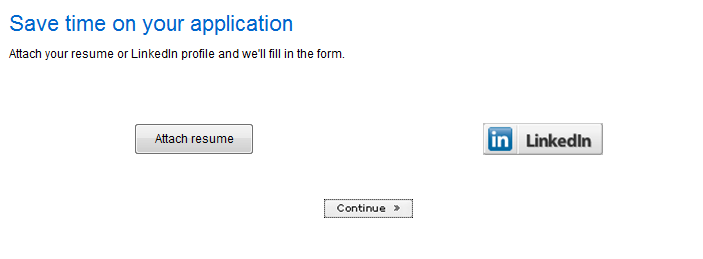 Save time on your application
Attach your resume or LinkedIn profile and we'll fill in the form.
Attach resume
in LinkedIn
Continue »